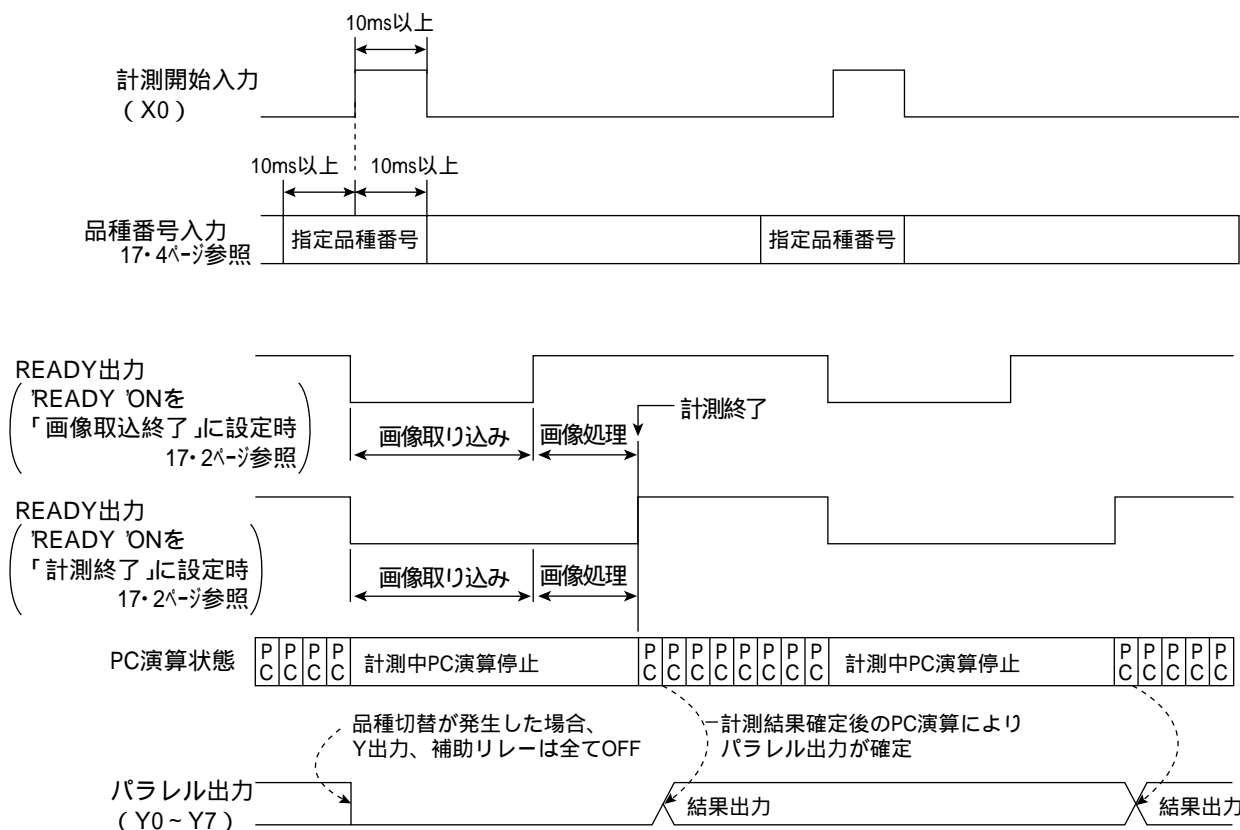 10ms以上
計測開始入力
( X0 )
10ms以上 10ms以上
品種番号入力
17・4ページ参照
指定品種番号 指定品種番号
READY出力
'READY 'ONを
「画像取込終了」に設定時
17・2ページ参照
計測終了
画像取り込み 画像処理
READY出力
'READY 'ONを
「計測終了」に設定時
17・2ページ参照
画像取り込み 画像処理
PC演算状態
PC PC PC PC 計測中PC演算停止 PC PC PC PC PC PC PC PC 計測中PC演算停止 PC PC PC PC PC
品種切替が発生した場合、
Y出力、補助リレーは全てOFF
計測結果確定後のPC演算により
パラレル出力が確定
パラレル出力
( Y0 ~ Y7 )
結果出力 結果出力